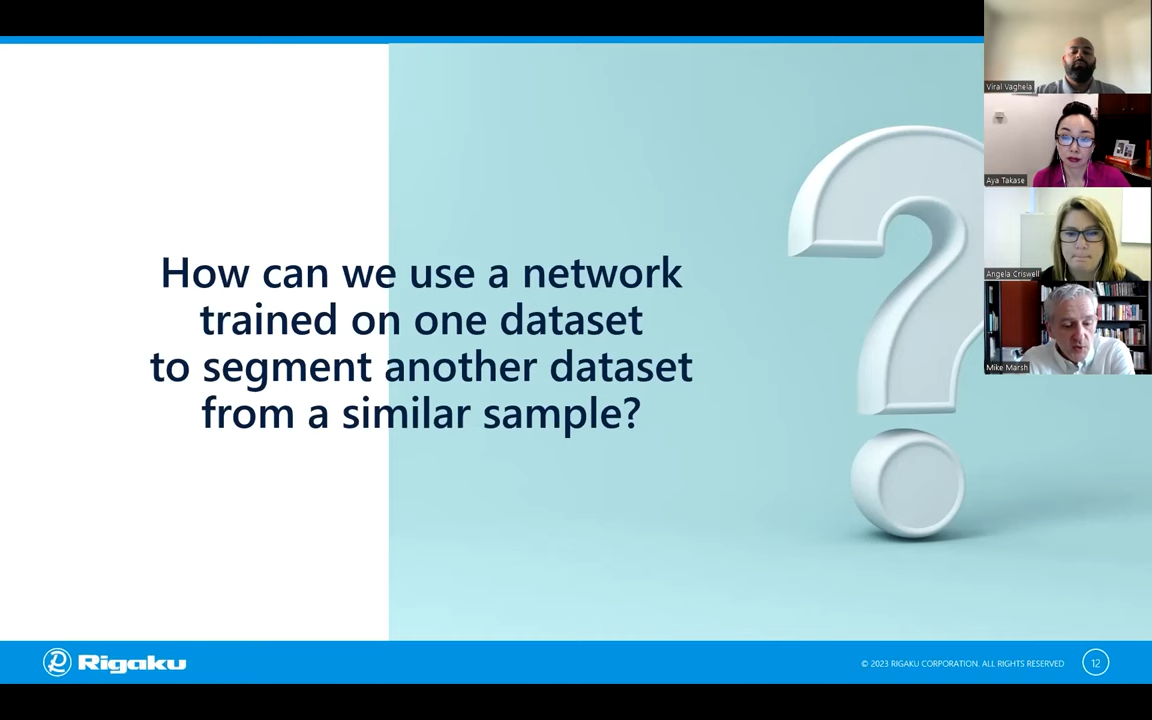 How can we use a network
trained on one dataset
to segment another dataset
from a similar sample?
Viral Vaghela
Aya Takase
Angela Criswell
Mike Marsh
Rigaku
© 2023 RIGAKU CORPORATION. ALL RIGHTS RESERVED
12